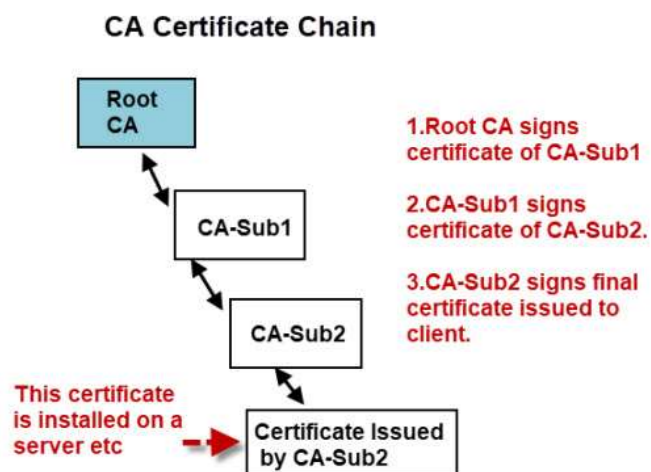 CA Certificate Chain
Root
CA
1.Root CA signs
certificate of CA-Sub1
CA-Sub1
2.CA-Sub1 signs
certificate of CA-Sub2.
3.CA-Sub2 signs final
certificate issued to
client.
CA-Sub2
This certificate
is installed on a
server etc
Certificate Issued
by CA-Sub2